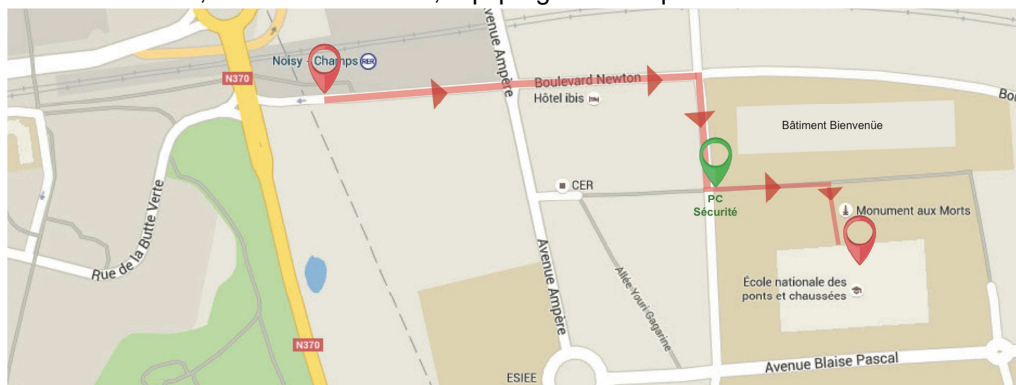 Noisy - Champs RER
N370
Avenue Ampère
Boulevard Newton
Hôtel ibis
Bâtiment Bienvenüe
CER
PC
Sécurité
Monument aux Morts
Rue de la Butte Verte
Avenue Ampère
Allée Youri Gagarine
École nationale des
ponts et chaussées
N370
ESIEE
Avenue Blaise Pascal